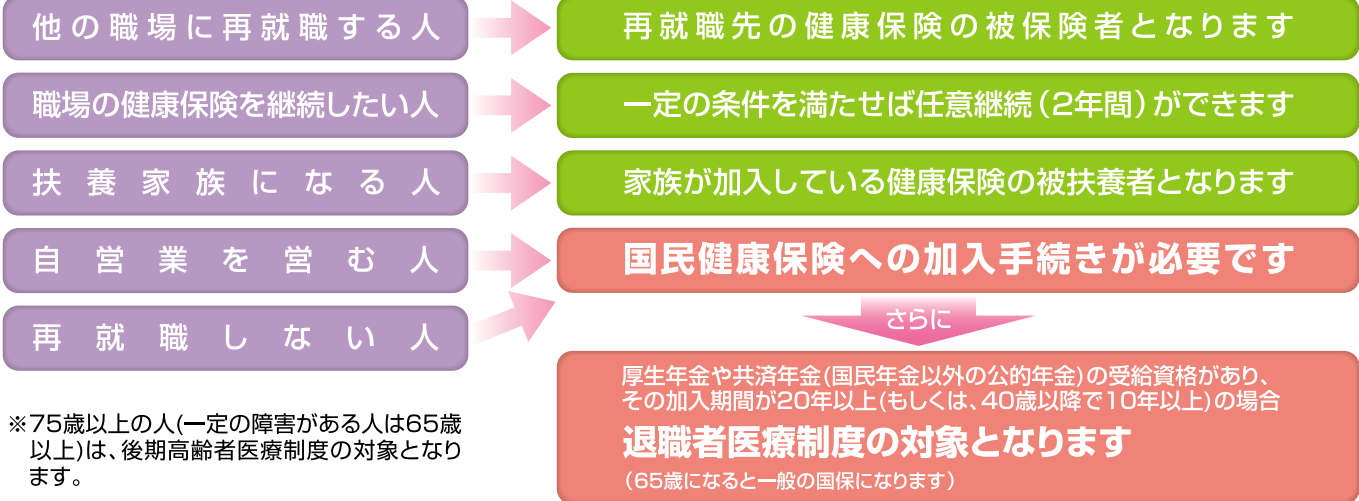 他の職場に再就職する人
再就職先の健康保険の被保険者となります
職場の健康保険を継続したい人
一定の条件を満たせば任意継続（2年間）ができます
扶養家族になる人
家族が加入している健康保険の被扶養者となります
自営業を営む人
国民健康保険への加入手続きが必要です
再就職しない人
さらに
厚生年金や共済年金(国民年金以外の公的年金)の受給資格があり、
その加入期間が20年以上(もしくは、40歳以降で10年以上)の場合
退職者医療制度の対象となります
（65歳になると一般の国保になります）
※75歳以上の人(一定の障害がある人は65歳
以上)は、後期高齢者医療制度の対象となり
ます。